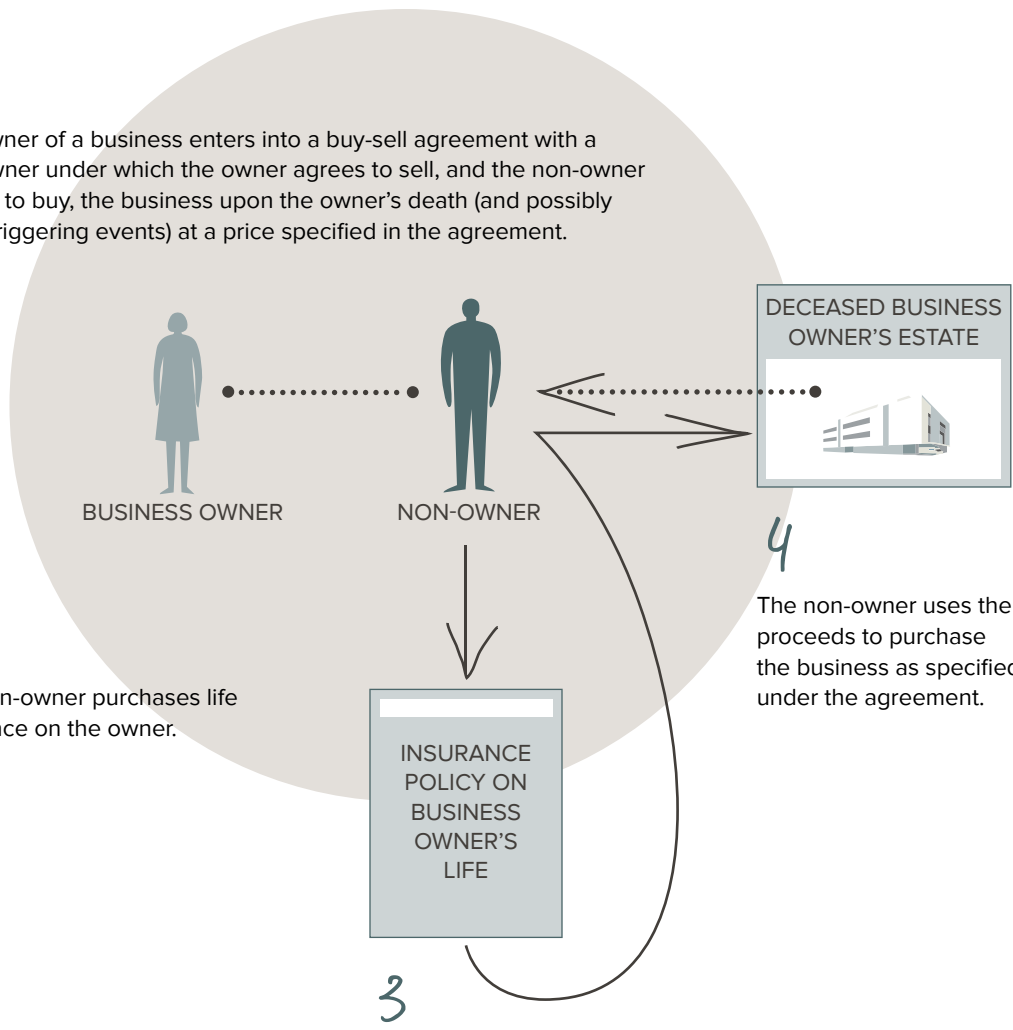 wner of a business enters into a buy-sell agreement with a
wner under which the owner agrees to sell, and the non-owner
to buy, the business upon the owner’s death (and possibly
riggering events) at a price specified in the agreement.
DECEASED BUSINESS
OWNER’S ESTATE
BUSINESS OWNER
NON-OWNER
4
The non-owner uses the
proceeds to purchase
the business as specified
under the agreement.
n-owner purchases life
ce on the owner.
INSURANCE
POLICY ON
BUSINESS
OWNER’S
LIFE
3